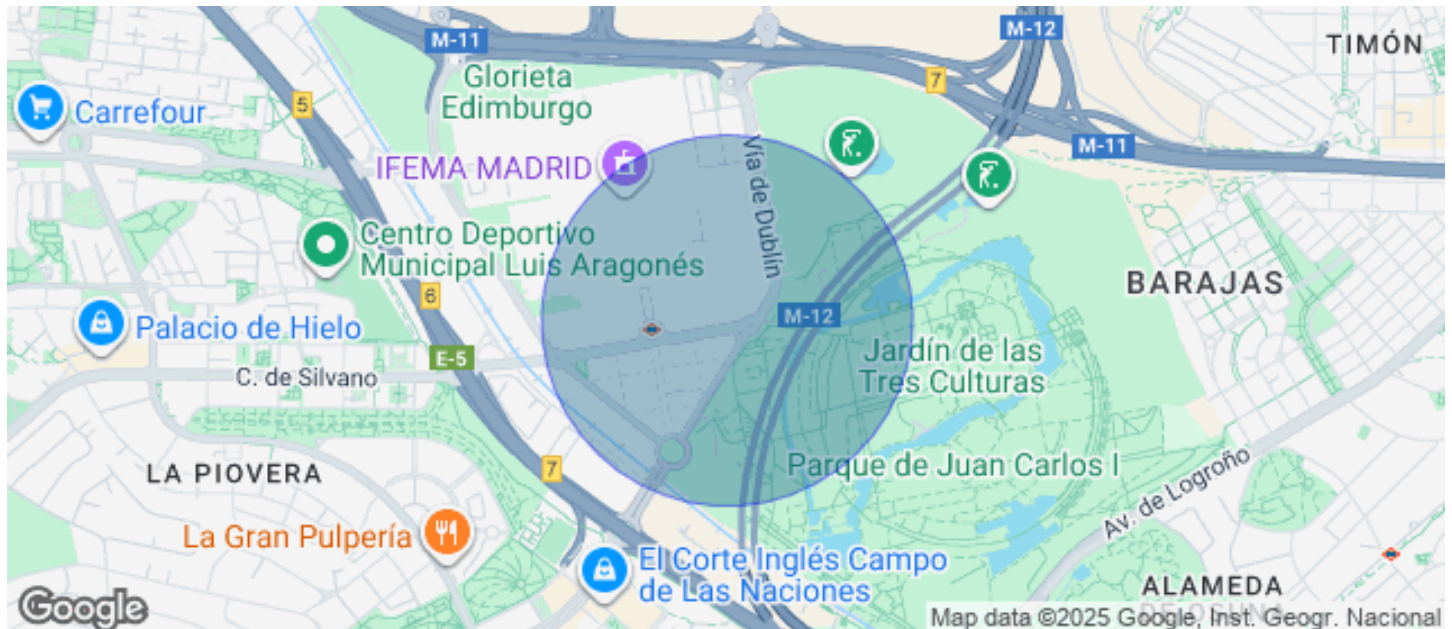 M-12
TIMÓN
M-11
7
Glorieta
Edimburgo
Carrefour
5
M-11
IFEMA MADRID
Vía de Dublín
Centro Deportivo
Municipal Luis Aragonés
BARAJAS
6
M-12
Palacio de Hielo
E-5
Jardín de las
Tres Culturas
C. de Silvano
7
LA PIOVERA
Parque de Juan Carlos I
Av. de Logroño
La Gran Pulpería
El Corte Inglés Campo
de Las Naciones
ALAMEDA
DE OSUNA
Google
Map data ©2025 Google, Inst. Geogr. Nacional